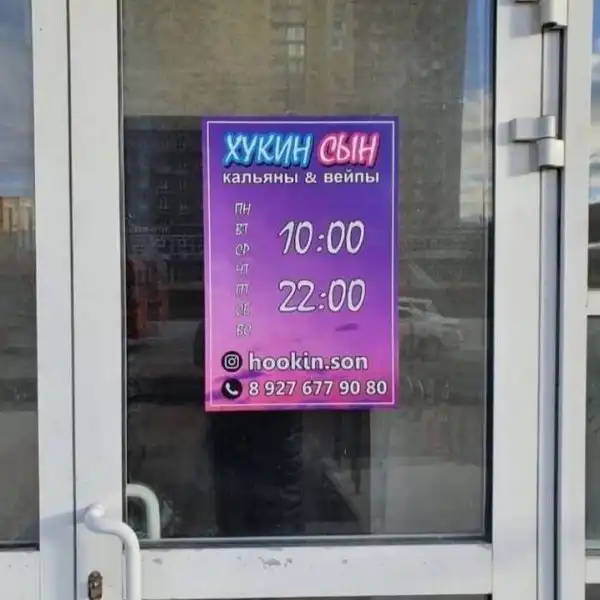 ХУКИН СЫН
кальяны & вейпы
ПН
ВТ
СР
ЧТ
ПТ
СБ
ВС
10:00
22:00
hookin.son
8 927 677 90 80